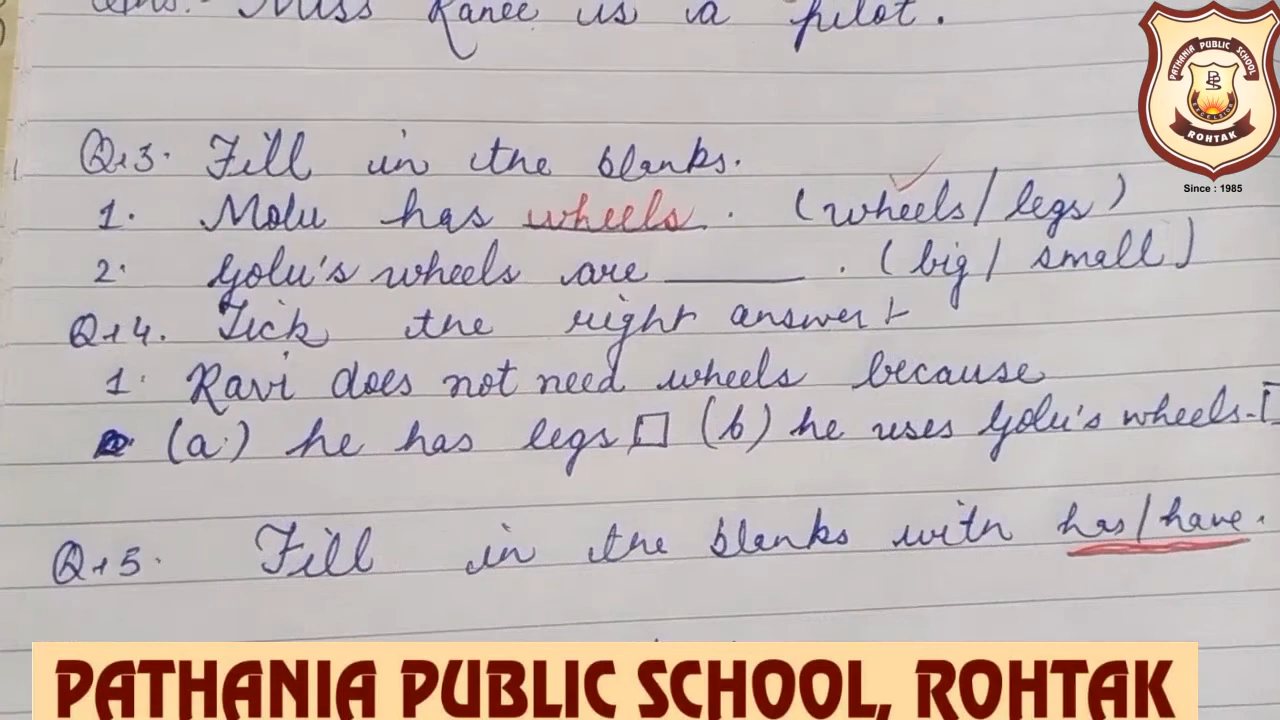 Ans:- Miss Ranee is a pilot.
Q.3. Fill in the blanks.
1. Molu has wheels. (wheels/legs)
2. Golu's wheels are ______. (big/small)
Q.4. Tick the right answer:-
1. Ravi does not need wheels because
(a.) he has legs □ (b) he uses Golu's wheels.
Q.5. Fill in the blanks with has/have.
PATHANIA PUBLIC SCHOOL
PPS
EXCELSIOR
ROHTAK
Since : 1985
PATHANIA PUBLIC SCHOOL, ROHTAK